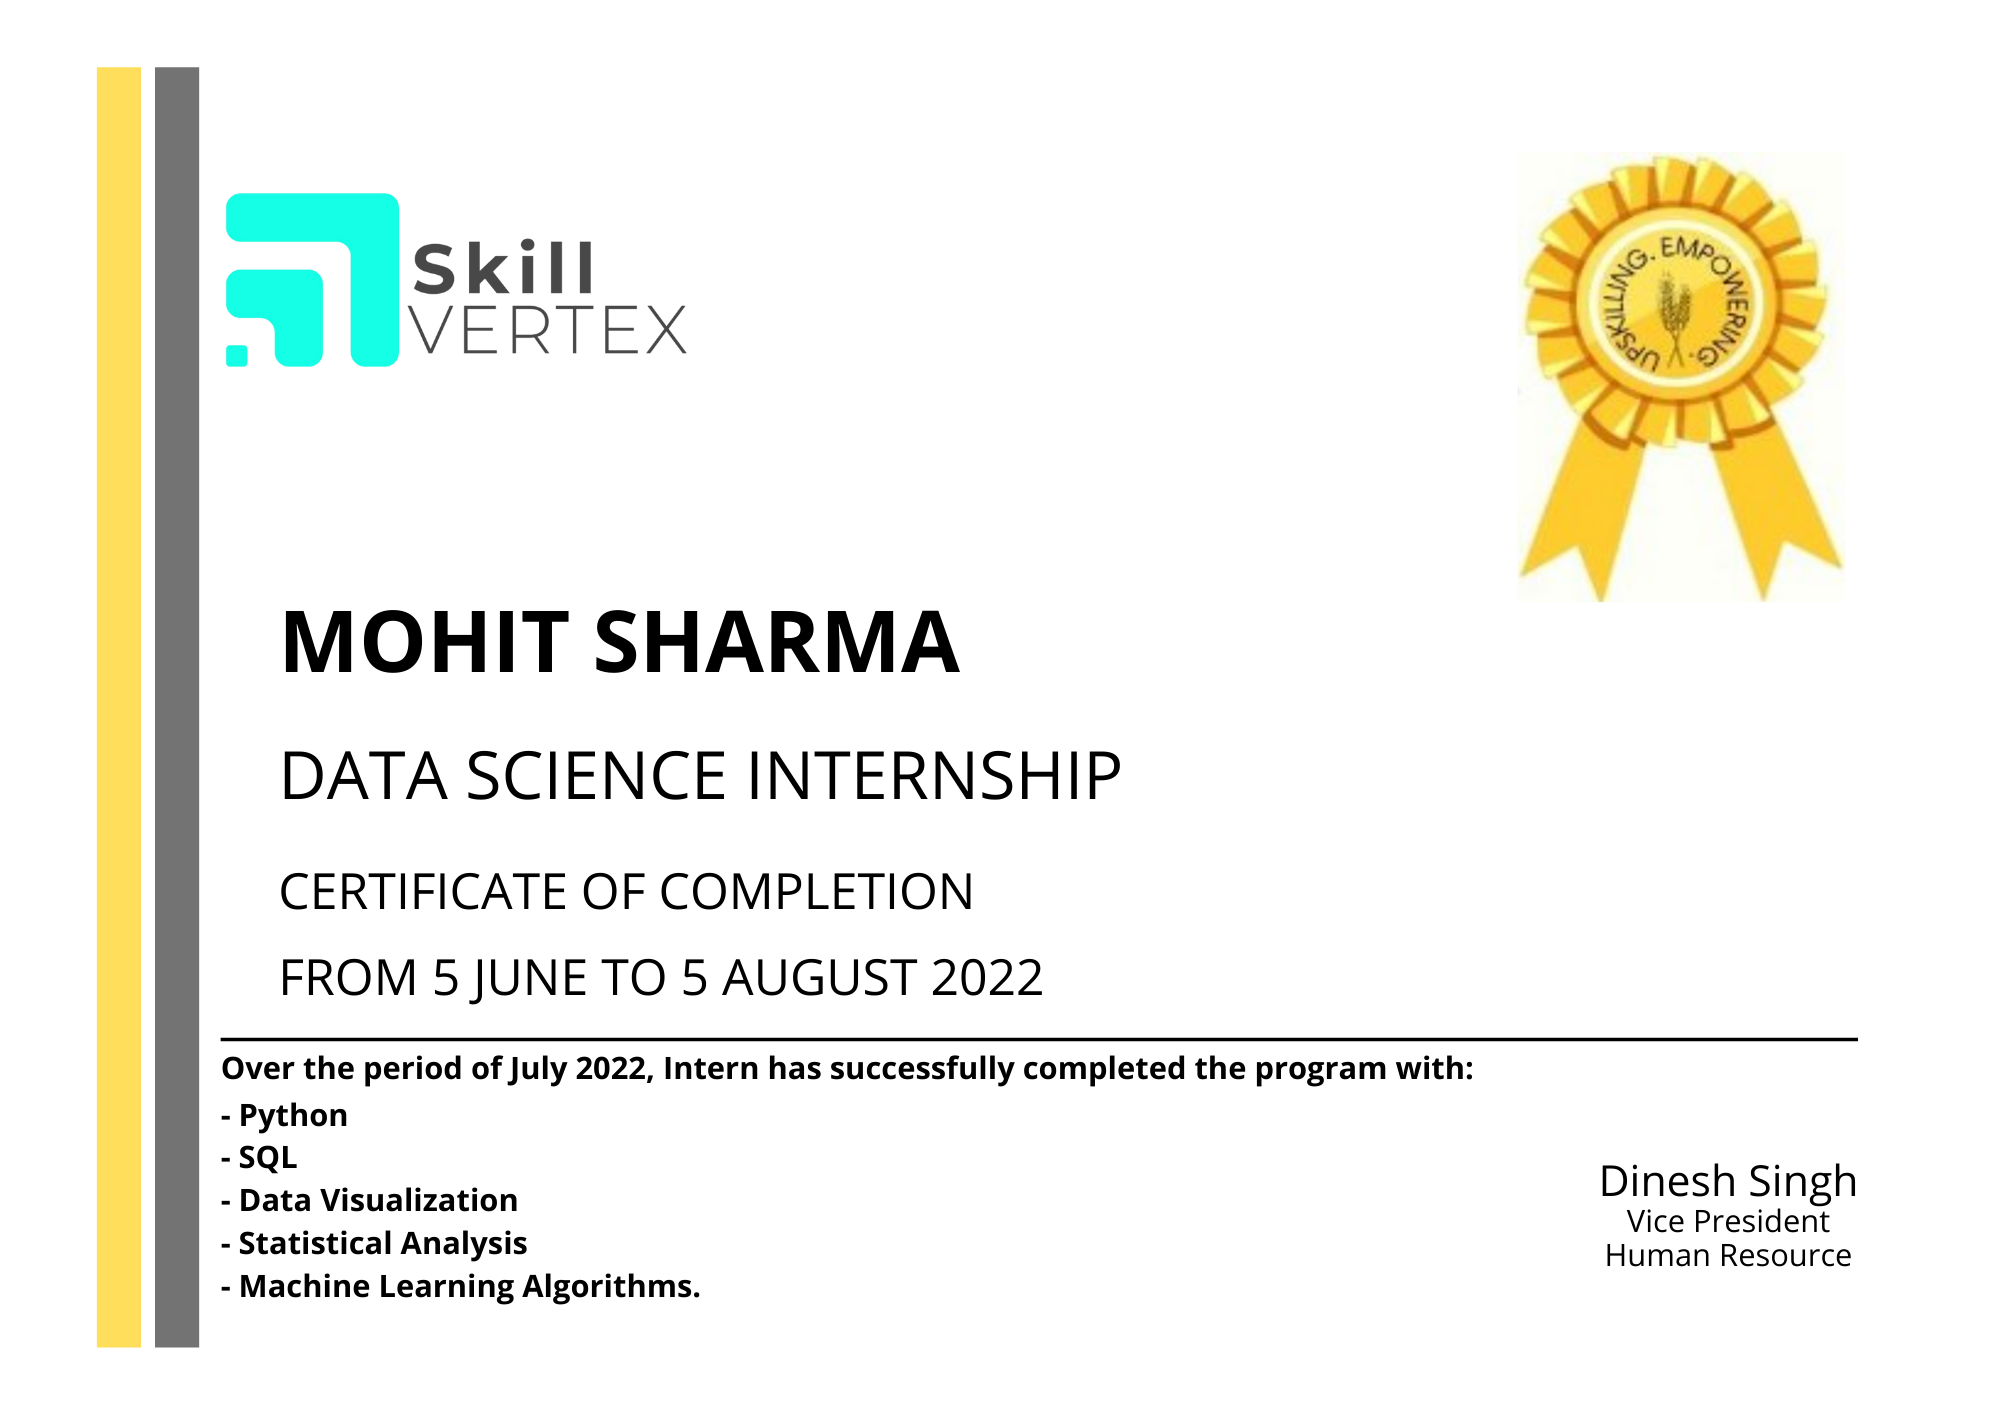 Skill
VERTEX
UPSKILLING. EMPOWERING.
MOHIT SHARMA
DATA SCIENCE INTERNSHIP
CERTIFICATE OF COMPLETION
FROM 5 JUNE TO 5 AUGUST 2022
Over the period of July 2022, Intern has successfully completed the program with:
- Python
- SQL
- Data Visualization
- Statistical Analysis
- Machine Learning Algorithms.
Dinesh Singh
Vice President
Human Resource